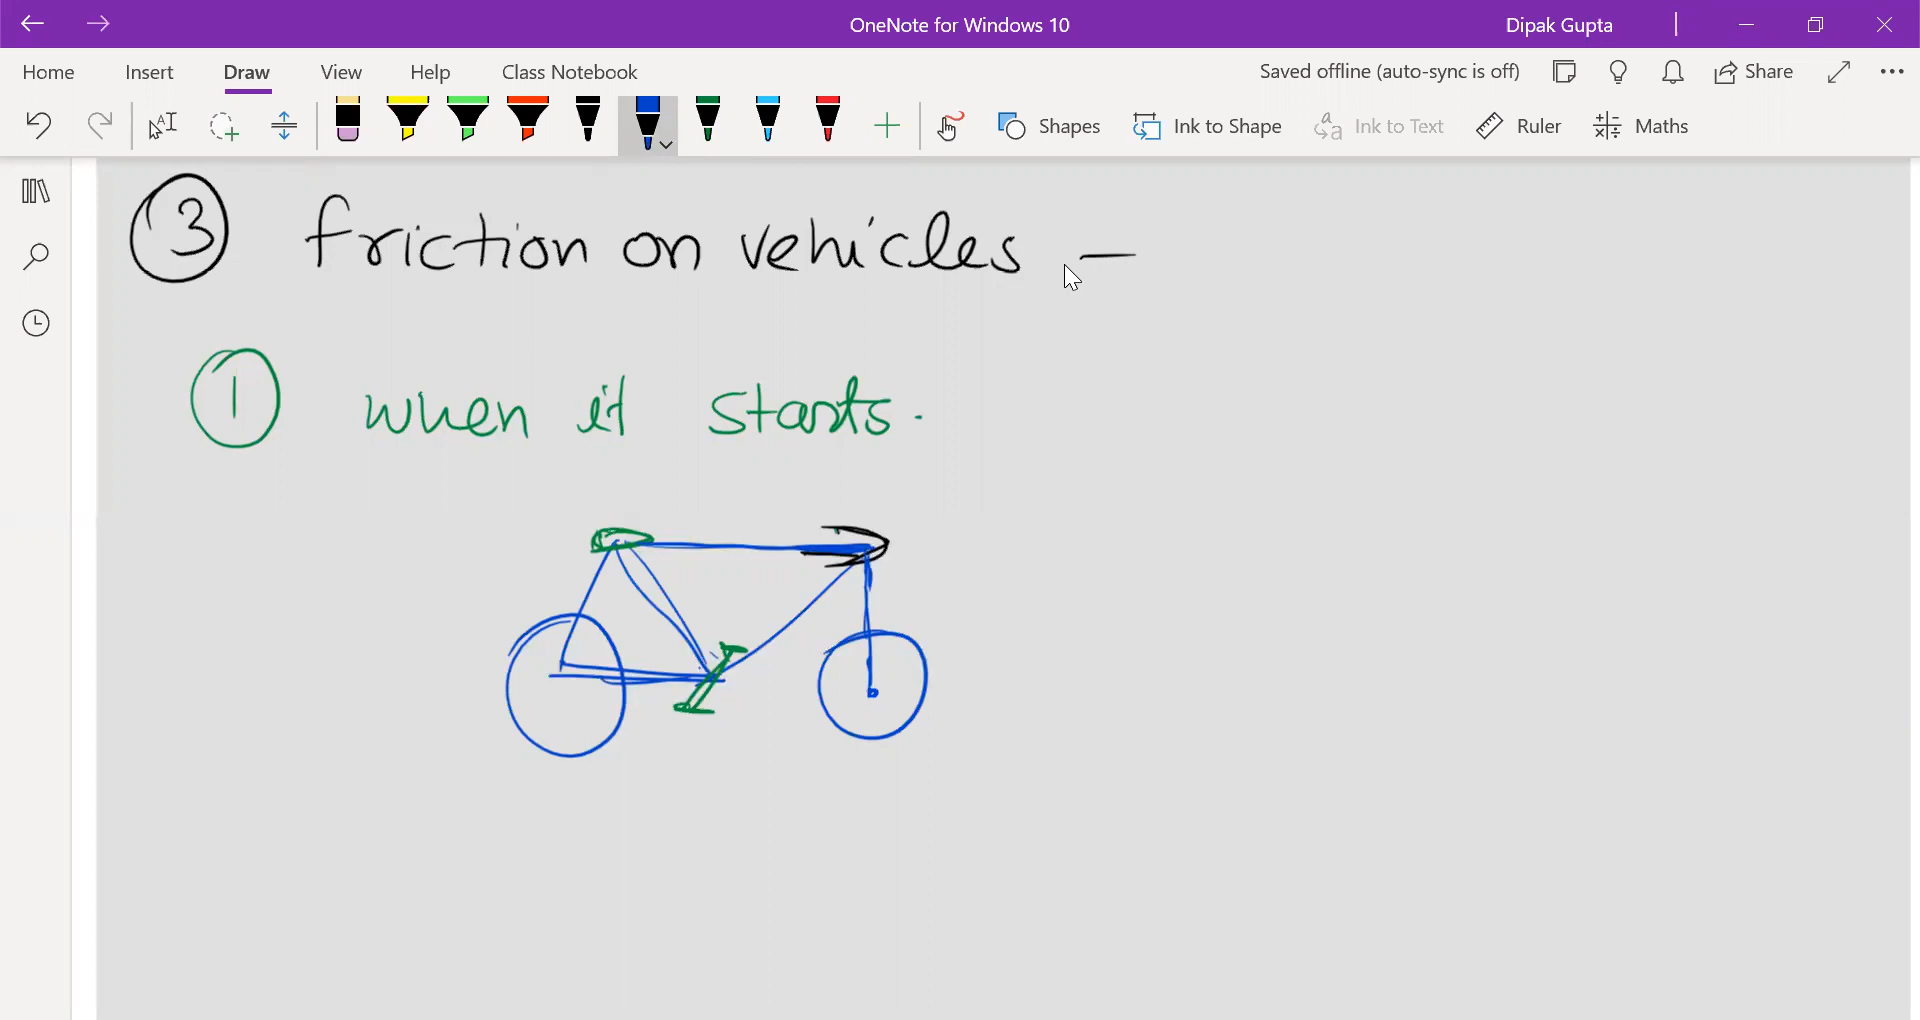 OneNote for Windows 10
Dipak Gupta
Home Insert Draw View Help Class Notebook
Saved offline (auto-sync is off)
Share
Shapes
Ink to Shape
Ink to Text
Ruler
Maths
3 friction on vehicles —
1 when it starts.